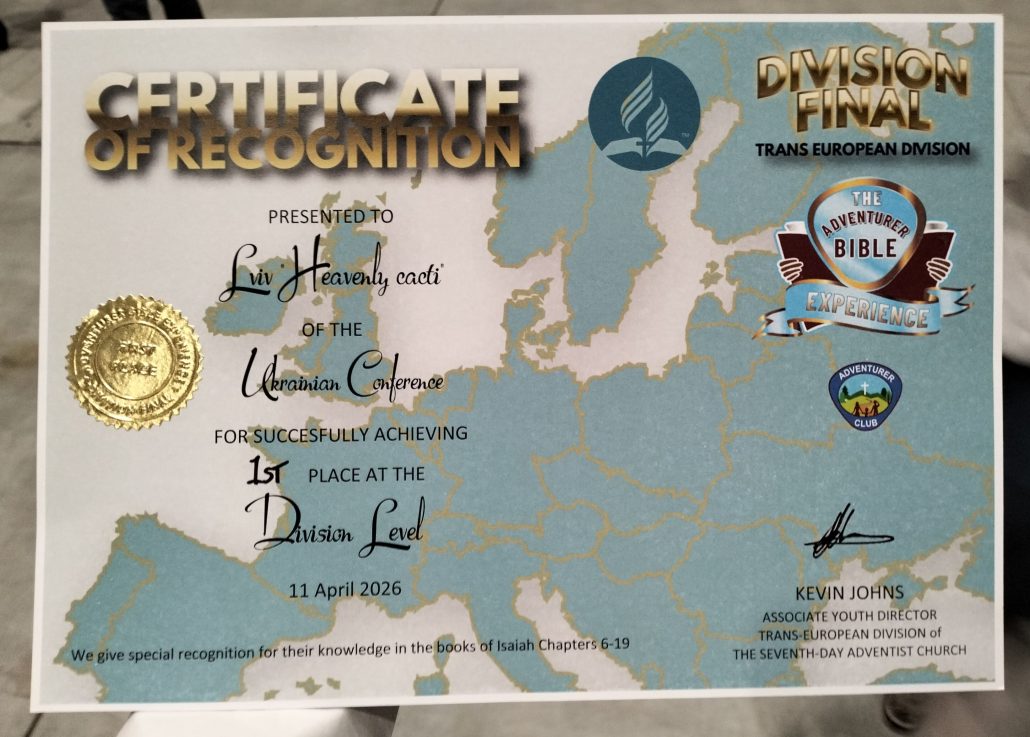 CERTIFICATE
OF RECOGNITION
PRESENTED TO
Lviv "Heavenly cacti"
OF THE
Ukrainian Conference
FOR SUCCESFULLY ACHIEVING
1ST PLACE AT THE
Division Level
11 April 2026
We give special recognition for their knowledge in the books of Isaiah Chapters 6-19
DIVISION
FINAL
TRANS EUROPEAN DIVISION
THE
ADVENTURER
BIBLE
EXPERIENCE
ADVENTURER
CLUB
KEVIN JOHNS
ASSOCIATE YOUTH DIRECTOR
TRANS-EUROPEAN DIVISION of
THE SEVENTH-DAY ADVENTIST CHURCH